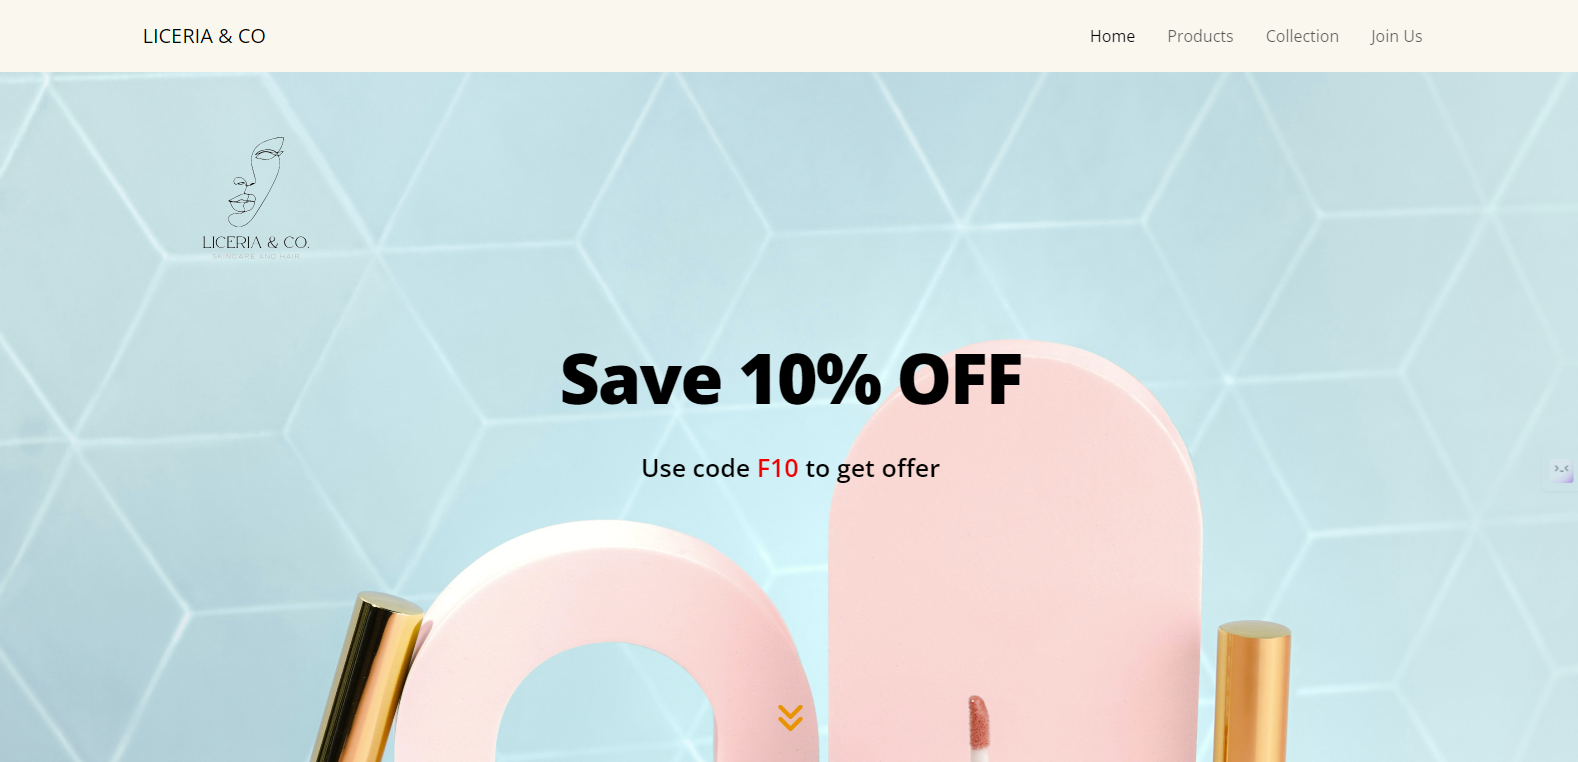 LICERIA & CO
Home Products Collection Join Us
LICERIA & CO.
SKINCARE AND HAIR
Save 10% OFF
Use code F10 to get offer